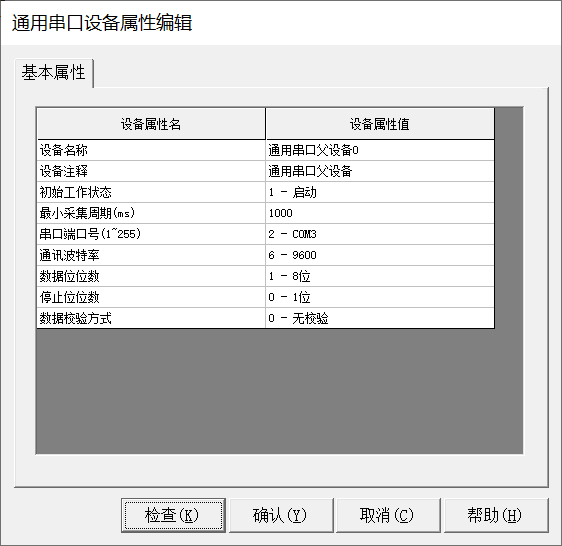 通用串口设备属性编辑
基本属性
设备属性名 设备属性值
设备名称 通用串口父设备0
设备注释 通用串口父设备
初始工作状态 1 - 启动
最小采集周期(ms) 1000
串口端口号(1~255) 2 - COM3
通讯波特率 6 - 9600
数据位位数 1 - 8位
停止位位数 0 - 1位
数据校验方式 0 - 无校验
检查(K) 确认(Y) 取消(C) 帮助(H)